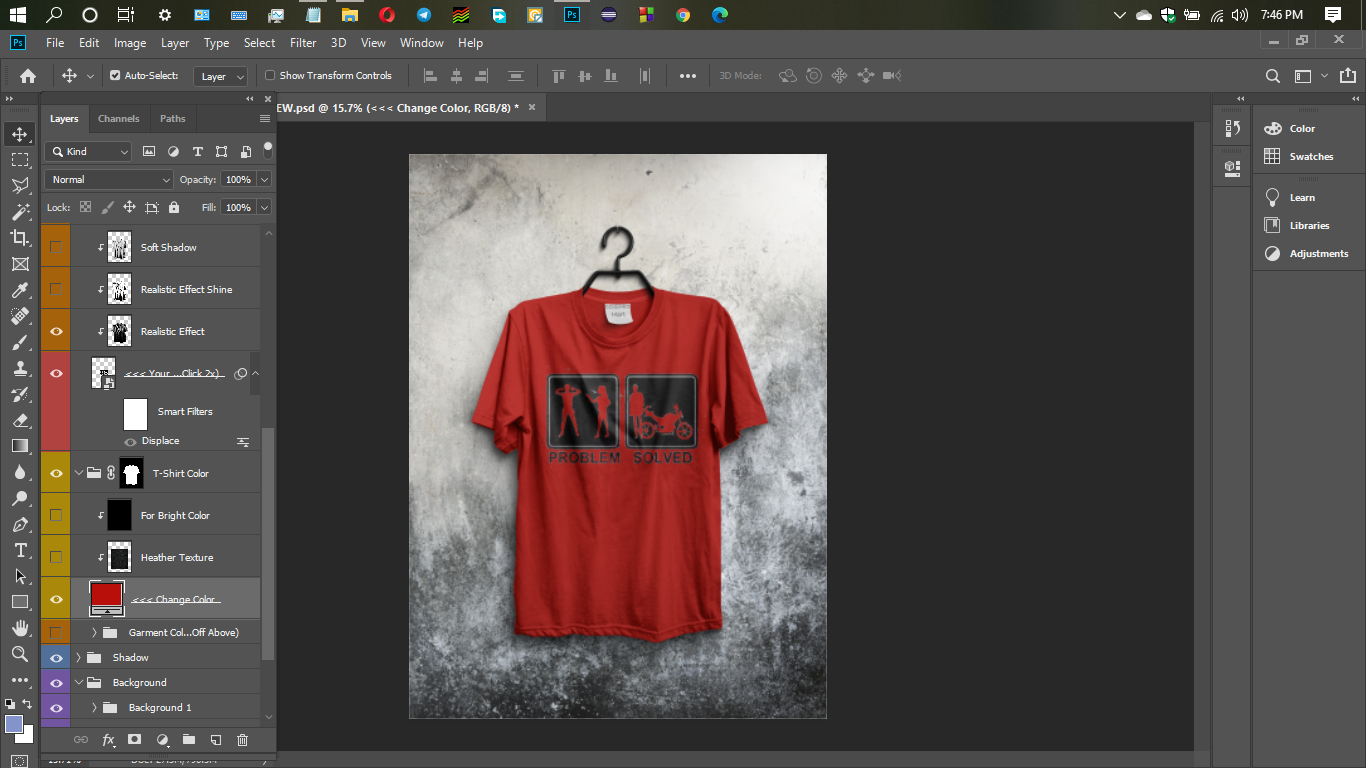 7:46 PM
Ps File Edit Image Layer Type Select Filter 3D View Window Help
Auto-Select: Layer Show Transform Controls 3D Mode:
EW.psd @ 15.7% (<<< Change Color, RGB/8) *
Layers Channels Paths
Kind
Normal Opacity: 100%
Lock: Fill: 100%
Soft Shadow
Realistic Effect Shine
Realistic Effect
<<< Your ...Click 2x)
Smart Filters
Displace
T-Shirt Color
For Bright Color
Heather Texture
<<< Change Color
Garment Col...Off Above)
Shadow
Background
Background 1
fx
PROBLEM SOLVED
Color
Swatches
Learn
Libraries
Adjustments